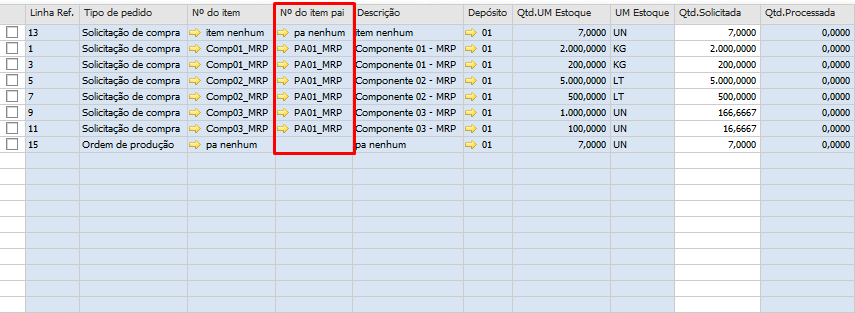 Linha Ref. Tipo de pedido Nº do item Nº do item pai Descrição Depósito Qtd.UM Estoque UM Estoque Qtd.Solicitada Qtd.Processada
13 Solicitação de compra item nenhum pa nenhum item nenhum 01 7,0000 UN 7,0000 0,0000
1 Solicitação de compra Comp01_MRP PA01_MRP Componente 01 - MRP 01 2.000,0000 KG 2.000,0000 0,0000
3 Solicitação de compra Comp01_MRP PA01_MRP Componente 01 - MRP 01 200,0000 KG 200,0000 0,0000
5 Solicitação de compra Comp02_MRP PA01_MRP Componente 02 - MRP 01 5.000,0000 LT 5.000,0000 0,0000
7 Solicitação de compra Comp02_MRP PA01_MRP Componente 02 - MRP 01 500,0000 LT 500,0000 0,0000
9 Solicitação de compra Comp03_MRP PA01_MRP Componente 03 - MRP 01 1.000,0000 UN 166,6667 0,0000
11 Solicitação de compra Comp03_MRP PA01_MRP Componente 03 - MRP 01 100,0000 UN 16,6667 0,0000
15 Ordem de produção pa nenhum pa nenhum 01 7,0000 UN 7,0000 0,0000